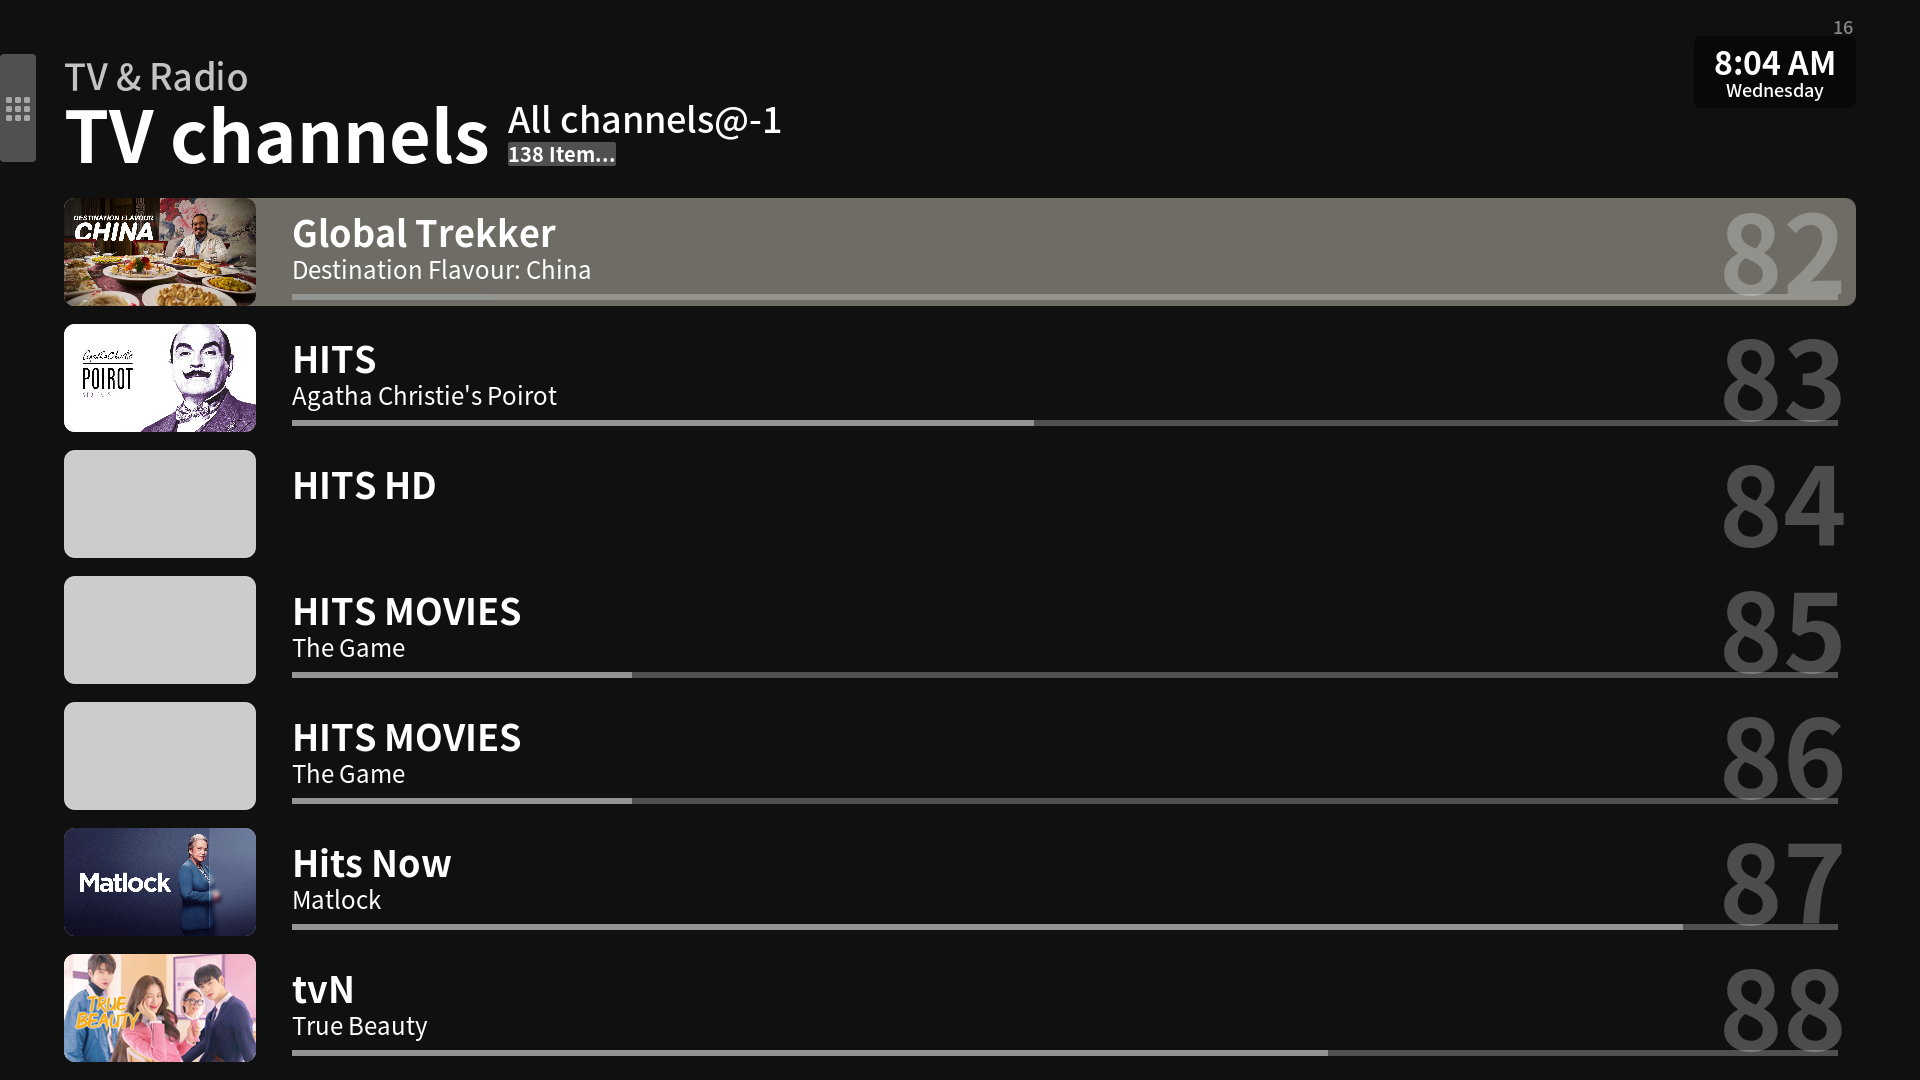 16
8:04 AM
Wednesday
TV & Radio
TV channels
All channels@-1
138 Item...
DESTINATION FLAVOUR
CHINA
Global Trekker
Destination Flavour: China
82
Agatha Christie
POIROT
HITS
Agatha Christie's Poirot
83
HITS HD
84
HITS MOVIES
The Game
85
HITS MOVIES
The Game
86
Matlock
Hits Now
Matlock
87
TRUE
BEAUTY
tvN
True Beauty
88